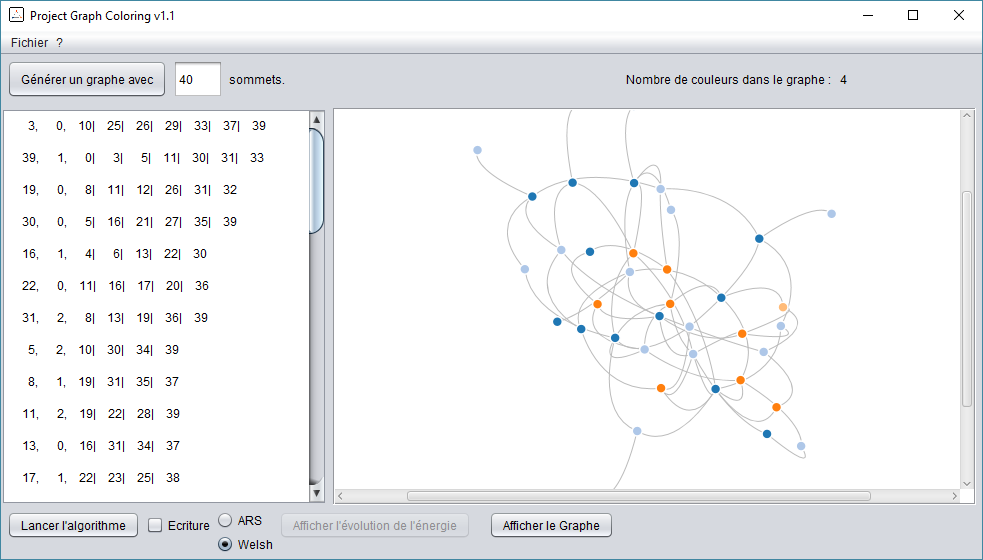 Project Graph Coloring v1.1
Fichier ?
Générer un graphe avec 40 sommets. Nombre de couleurs dans le graphe : 4
3, 0, 10| 25| 26| 29| 33| 37| 39
39, 1, 0| 3| 5| 11| 30| 31| 33
19, 0, 8| 11| 12| 26| 31| 32
30, 0, 5| 16| 21| 27| 35| 39
16, 1, 4| 6| 13| 22| 30
22, 0, 11| 16| 17| 20| 36
31, 2, 8| 13| 19| 36| 39
5, 2, 10| 30| 34| 39
8, 1, 19| 31| 35| 37
11, 2, 19| 22| 28| 39
13, 0, 16| 31| 34| 37
17, 1, 22| 23| 25| 38
Lancer l'algorithme Ecriture ARS Afficher l'évolution de l'énergie Afficher le Graphe
Welsh